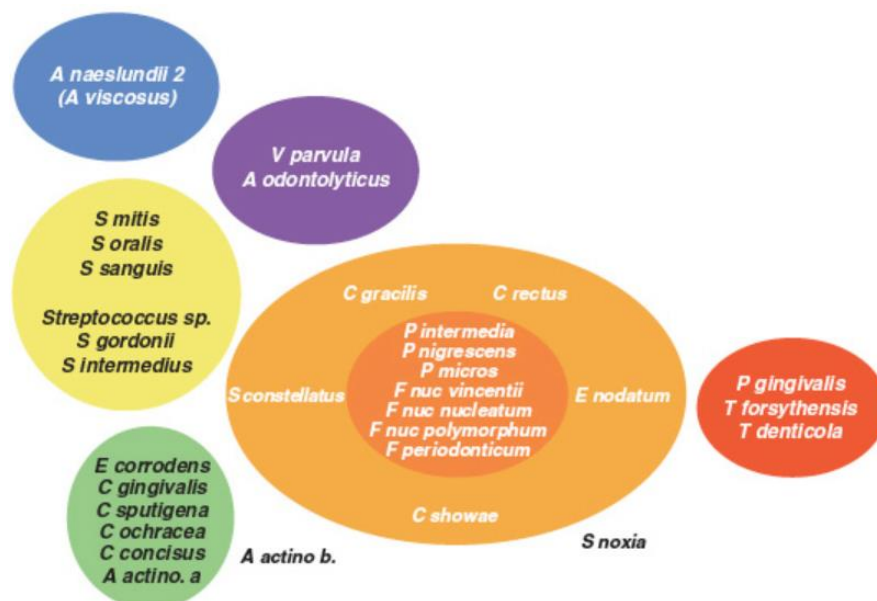 A naeslundii 2
(A viscosus)
V parvula
A odontolyticus
S mitis
S oralis
S sanguis
Streptococcus sp.
S gordonii
S intermedius
C gracilis
C rectus
P intermedia
P nigrescens
P micros
F nuc vincentii
F nuc nucleatum
F nuc polymorphum
F periodonticum
S constellatus
E nodatum
C showae
P gingivalis
T forsythensis
T denticola
E corrodens
C gingivalis
C sputigena
C ochracea
C concisus
A actino. a
A actino b.
S noxia